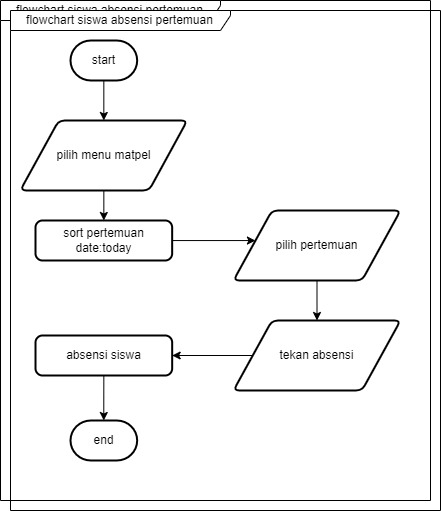 flowchart siswa absensi pertemuan
flowchart siswa absensi pertemuan
start
pilih menu matpel
sort pertemuan
date:today
pilih pertemuan
tekan absensi
absensi siswa
end